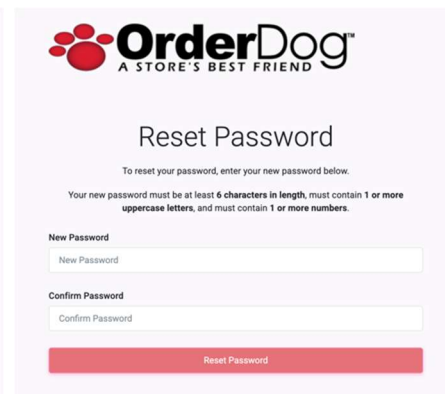 OrderDog™
A STORE'S BEST FRIEND
Reset Password
To reset your password, enter your new password below.
Your new password must be at least 6 characters in length, must contain 1 or more
uppercase letters, and must contain 1 or more numbers.
New Password
New Password
Confirm Password
Confirm Password
Reset Password